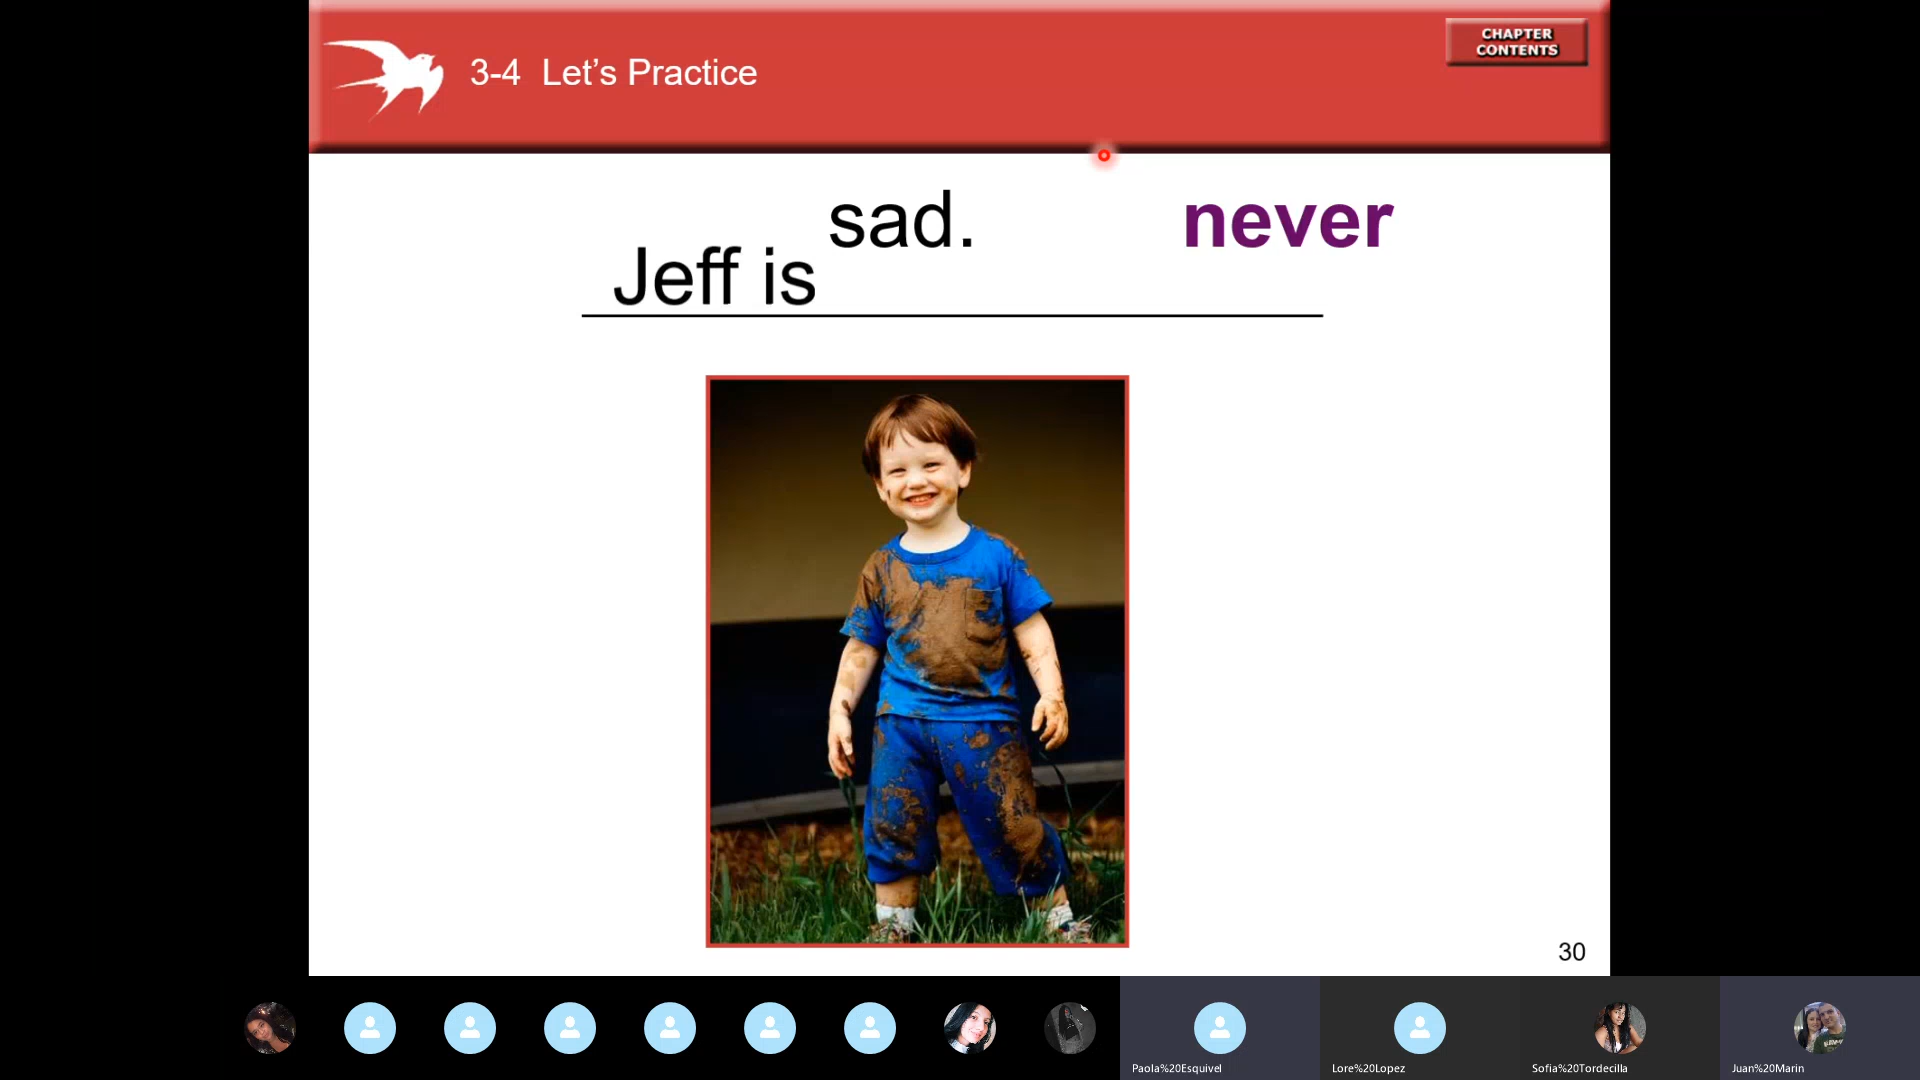 3-4 Let's Practice
CHAPTER
CONTENTS
sad.
never
Jeff is
30
Paola%20Esquivel
Lore%20Lopez
Sofia%20Tordecilla
Juan%20Marin